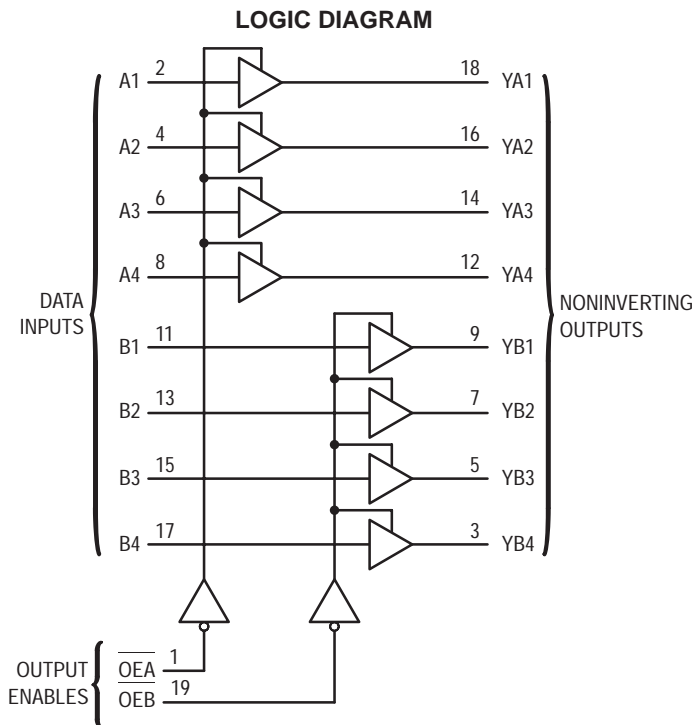 LOGIC DIAGRAM
A1 2 18 YA1
A2 4 16 YA2
A3 6 14 YA3
A4 8 12 YA4
DATA
INPUTS
NONINVERTING
OUTPUTS
B1 11 9 YB1
B2 13 7 YB2
B3 15 5 YB3
B4 17 3 YB4
OUTPUT
ENABLES
O̅E̅A̅ 1
O̅E̅B̅ 19